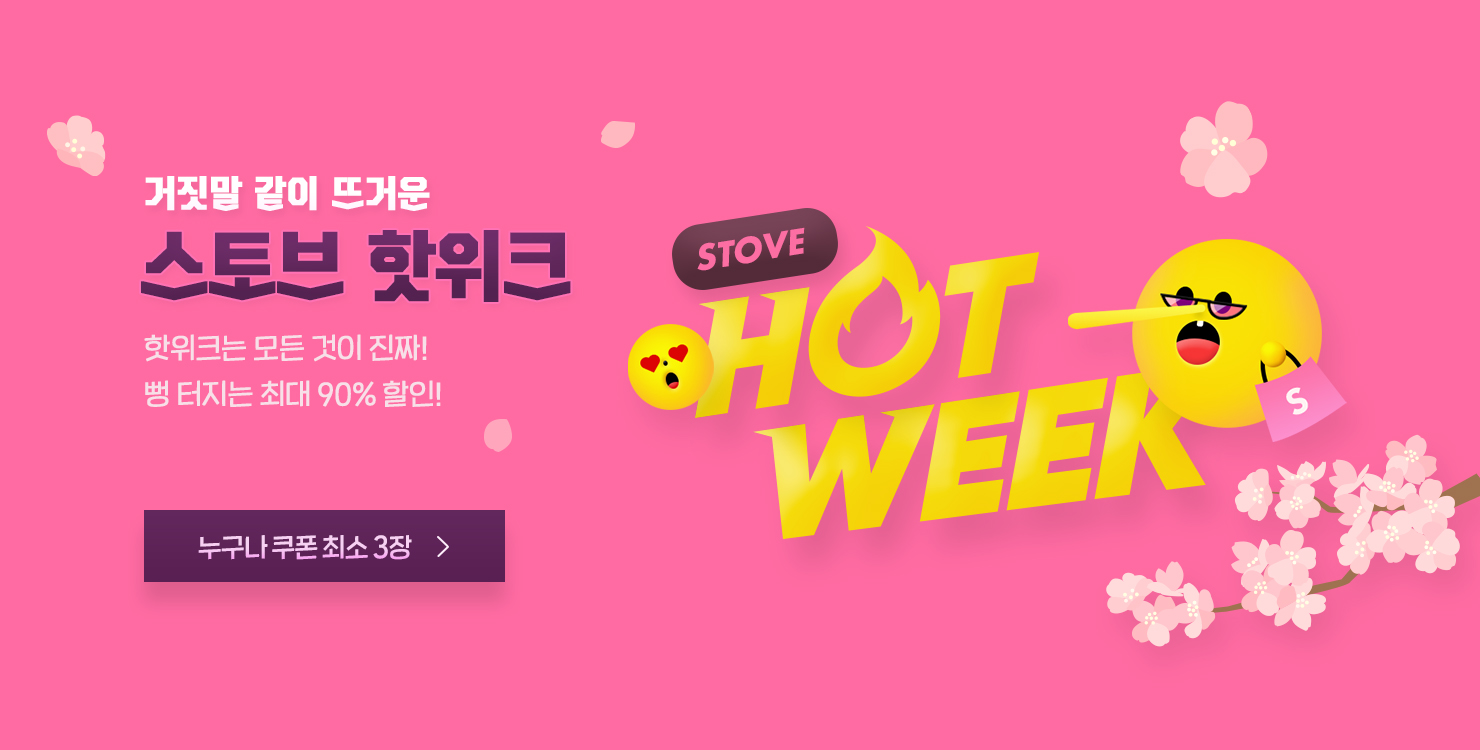 거짓말 같이 뜨거운
스토브 핫위크
핫위크는 모든 것이 진짜!
뻥 터지는 최대 90% 할인!
누구나 쿠폰 최소 3장
STOVE
HOT
WEEK
S